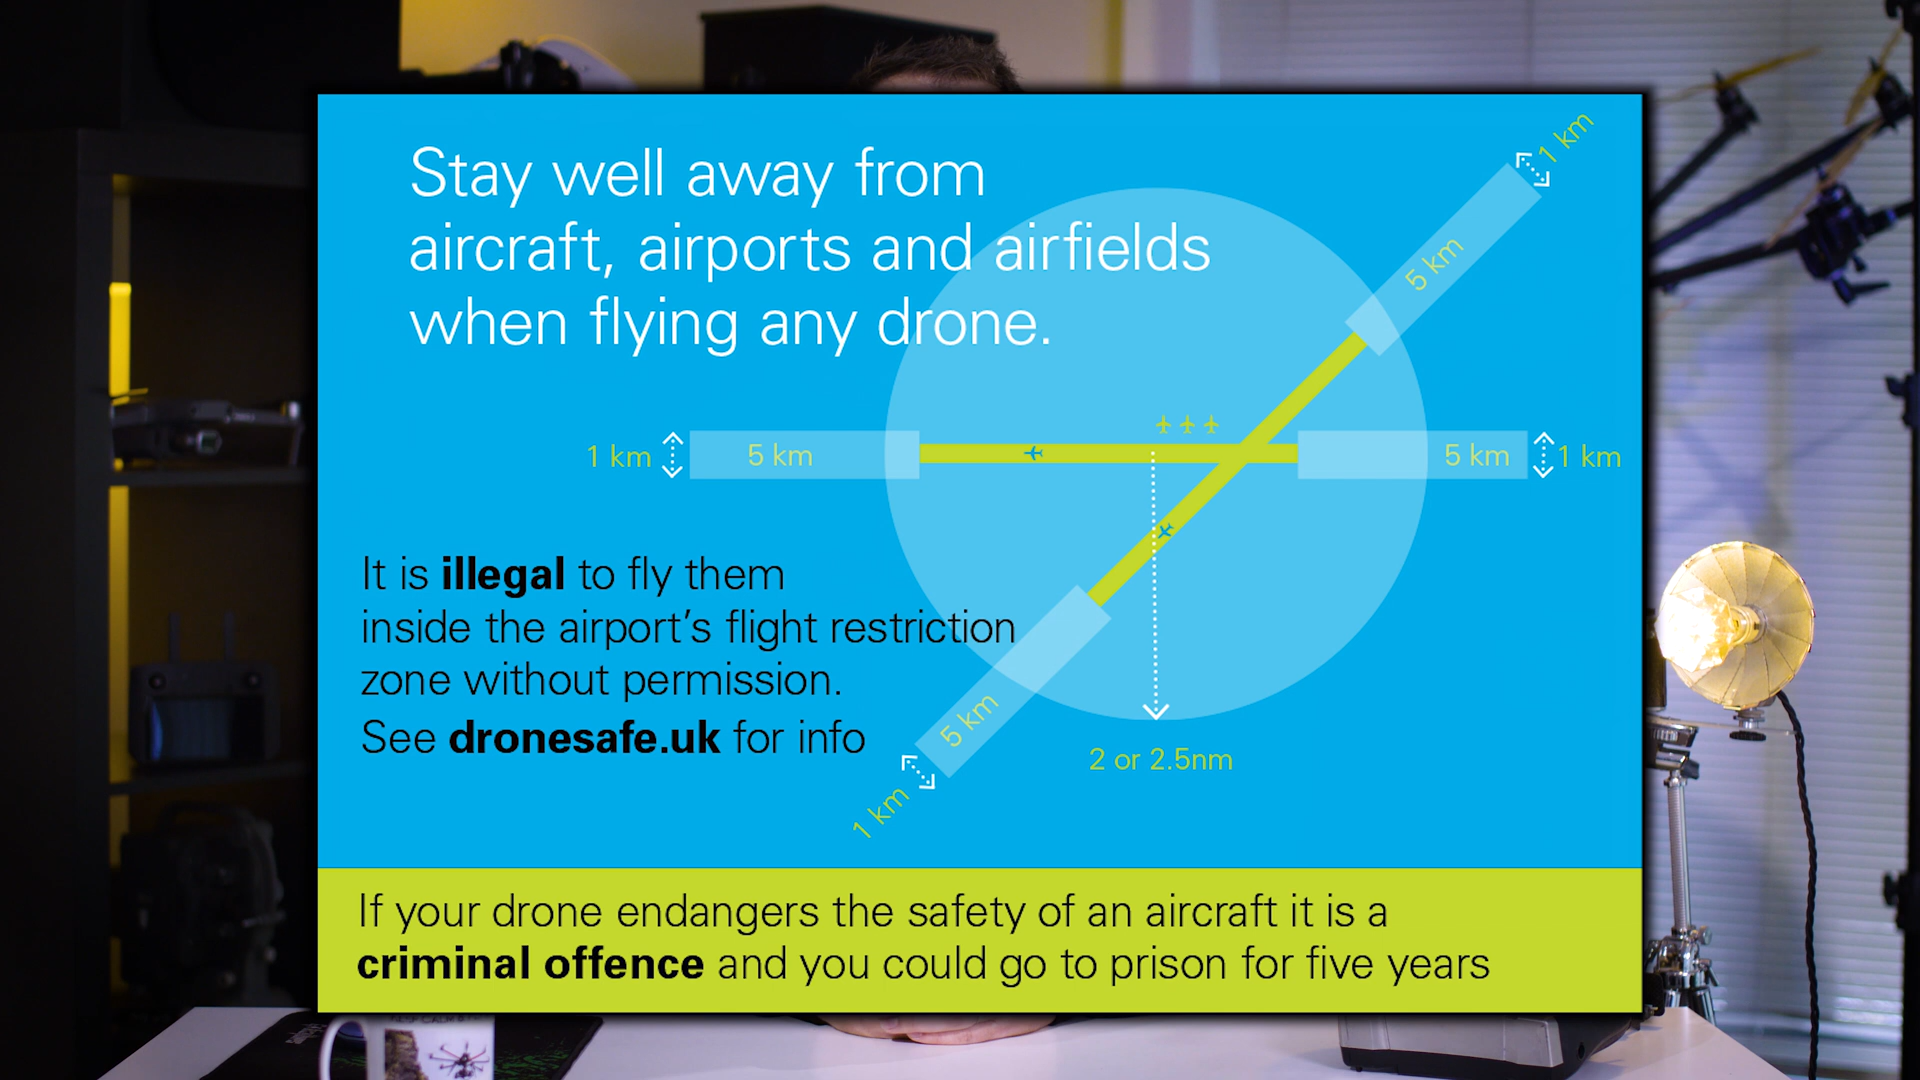 Stay well away from
aircraft, airports and airfields
when flying any drone.
1 km
5 km
1 km
5 km
5 km
1 km
It is illegal to fly them
inside the airport's flight restriction
zone without permission.
See dronesafe.uk for info
5 km
1 km
2 or 2.5nm
If your drone endangers the safety of an aircraft it is a
criminal offence and you could go to prison for five years